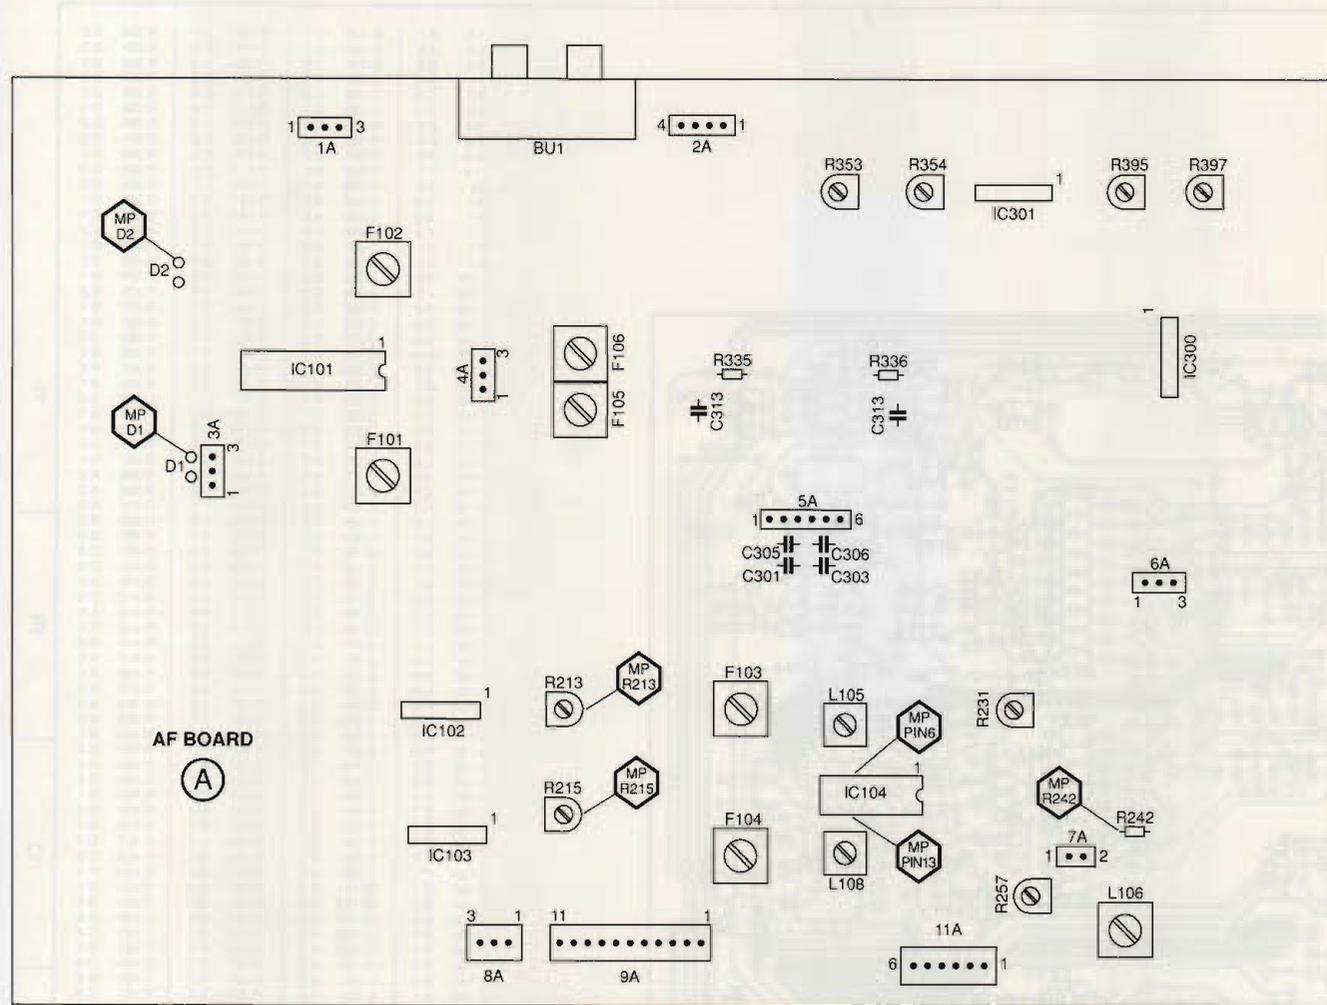 1 3
1A
BU1
4 1
2A
R353
R354
1
IC301
R395
R397
MP
D2
D2
F102
1
IC101
4A
3
1
F106
F105
R335
R336
C313
C313
1
IC300
MP
D1
D1
3A
3
1
F101
5A
1 6
C305 C306
C301 C303
6A
1 3
R213
MP
R213
F103
L105
MP
PIN6
R231
1
IC102
AF BOARD
A
R215
MP
R215
1
IC104
MP
R242
R242
1
IC103
F104
L108
MP
PIN13
7A
1 2
R257
L106
3 1
8A
11 1
9A
11A
6 1